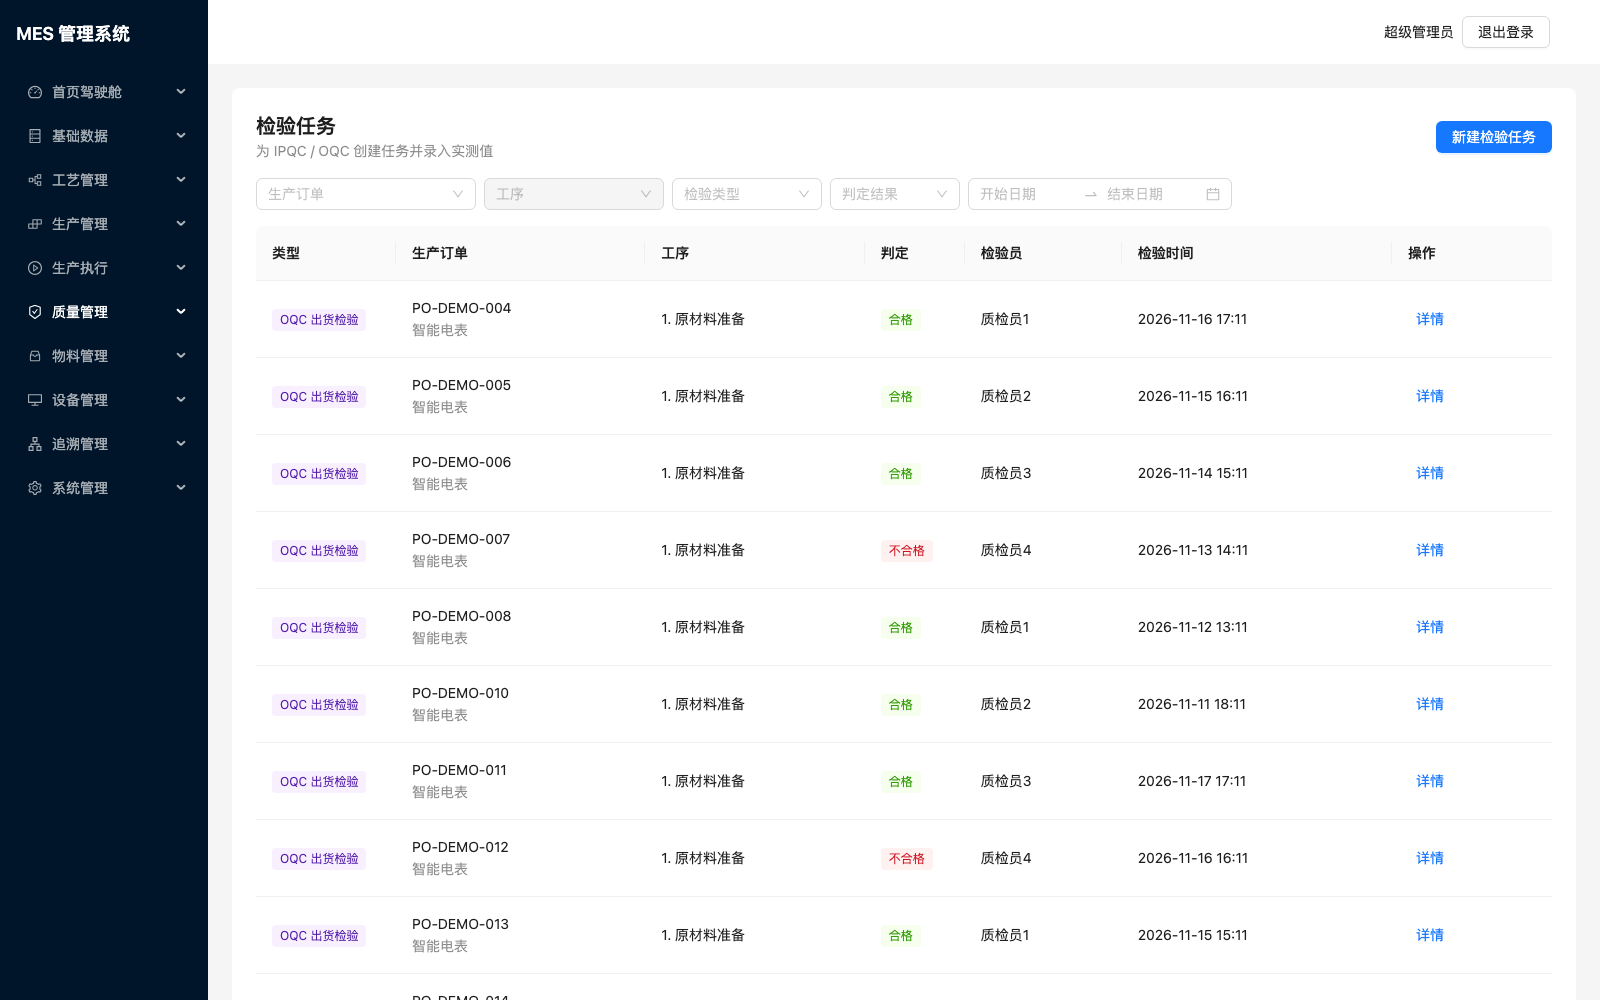 MES 管理系统
首页驾驶舱
基础数据
工艺管理
生产管理
生产执行
质量管理
物料管理
设备管理
追溯管理
系统管理
超级管理员 退出登录
检验任务
为 IPQC / OQC 创建任务并录入实测值
新建检验任务
生产订单 工序 检验类型 判定结果 开始日期 结束日期
类型 生产订单 工序 判定 检验员 检验时间 操作
OQC 出货检验 PO-DEMO-004 1. 原材料准备 合格 质检员1 2026-11-16 17:11 详情
智能电表
OQC 出货检验 PO-DEMO-005 1. 原材料准备 合格 质检员2 2026-11-15 16:11 详情
智能电表
OQC 出货检验 PO-DEMO-006 1. 原材料准备 合格 质检员3 2026-11-14 15:11 详情
智能电表
OQC 出货检验 PO-DEMO-007 1. 原材料准备 不合格 质检员4 2026-11-13 14:11 详情
智能电表
OQC 出货检验 PO-DEMO-008 1. 原材料准备 合格 质检员1 2026-11-12 13:11 详情
智能电表
OQC 出货检验 PO-DEMO-010 1. 原材料准备 合格 质检员2 2026-11-11 18:11 详情
智能电表
OQC 出货检验 PO-DEMO-011 1. 原材料准备 合格 质检员3 2026-11-17 17:11 详情
智能电表
OQC 出货检验 PO-DEMO-012 1. 原材料准备 不合格 质检员4 2026-11-16 16:11 详情
智能电表
OQC 出货检验 PO-DEMO-013 1. 原材料准备 合格 质检员1 2026-11-15 15:11 详情
智能电表
PO-DEMO-014